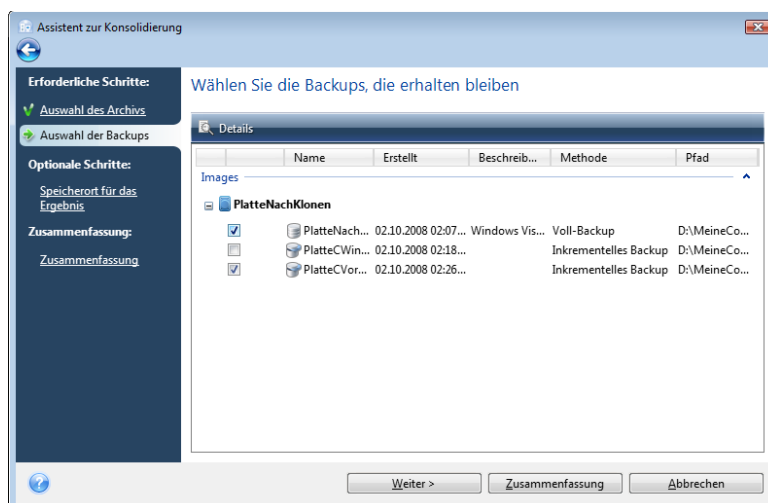 Assistent zur Konsolidierung
Erforderliche Schritte:
Auswahl des Archivs
Auswahl der Backups
Optionale Schritte:
Speicherort für das
Ergebnis
Zusammenfassung:
Zusammenfassung
Wählen Sie die Backups, die erhalten bleiben
Details
Name Erstellt Beschreib... Methode Pfad
Images
PlatteNachKlonen
PlatteNach... 02.10.2008 02:07... Windows Vis... Voll-Backup D:\MeineCo...
PlatteCWin... 02.10.2008 02:18... Inkrementelles Backup D:\MeineCo...
PlatteCVor... 02.10.2008 02:26... Inkrementelles Backup D:\MeineCo...
Weiter > Zusammenfassung Abbrechen